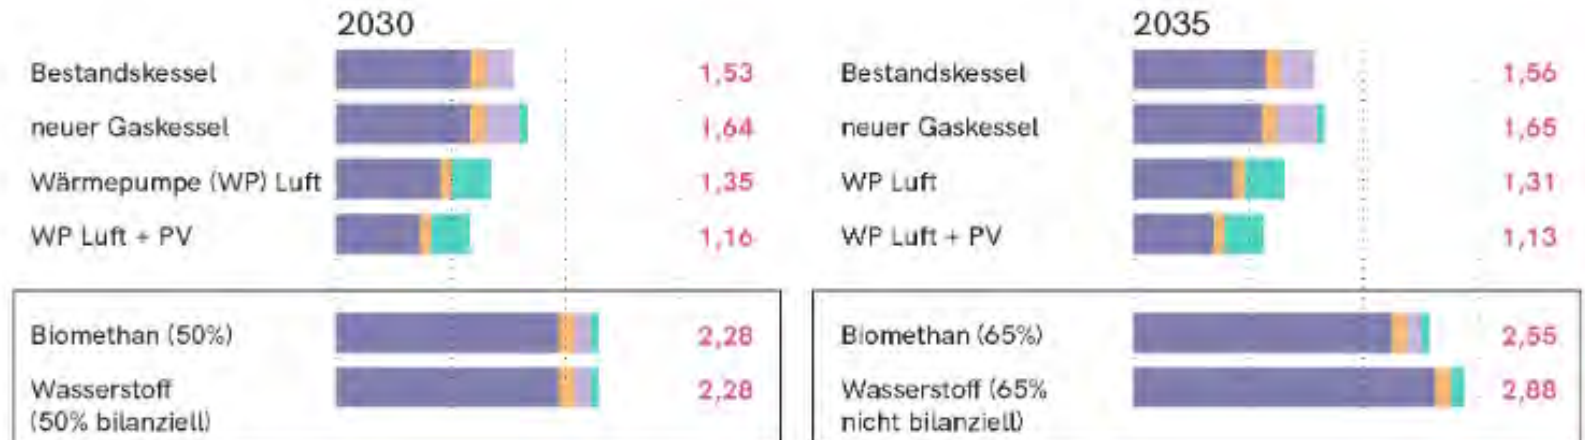 2030
Bestandskessel 1,53
neuer Gaskessel 1,64
Wärmepumpe (WP) Luft 1,35
WP Luft + PV 1,16
Biomethan (50%) 2,28
Wasserstoff 2,28
(50% bilanziell)
2035
Bestandskessel 1,56
neuer Gaskessel 1,65
WP Luft 1,31
WP Luft + PV 1,13
Biomethan (65%) 2,55
Wasserstoff (65% 2,88
nicht bilanziell)